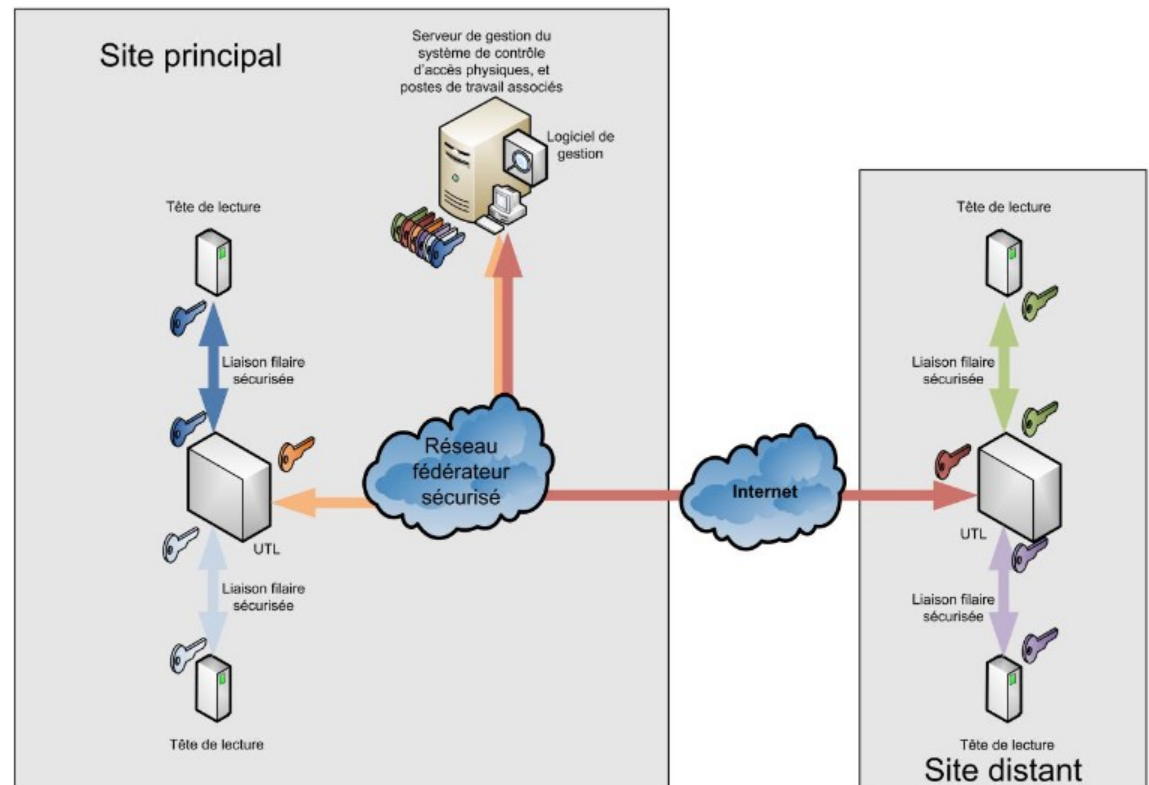 Site principal
Serveur de gestion du
système de contrôle
d'accès physiques, et
postes de travail associés
Logiciel de
gestion
Tête de lecture
Liaison filaire
sécurisée
UTL
Liaison filaire
sécurisée
Tête de lecture
Réseau
fédérateur
sécurisé
Internet
Tête de lecture
Liaison filaire
sécurisée
UTL
Liaison filaire
sécurisée
Tête de lecture
Site distant